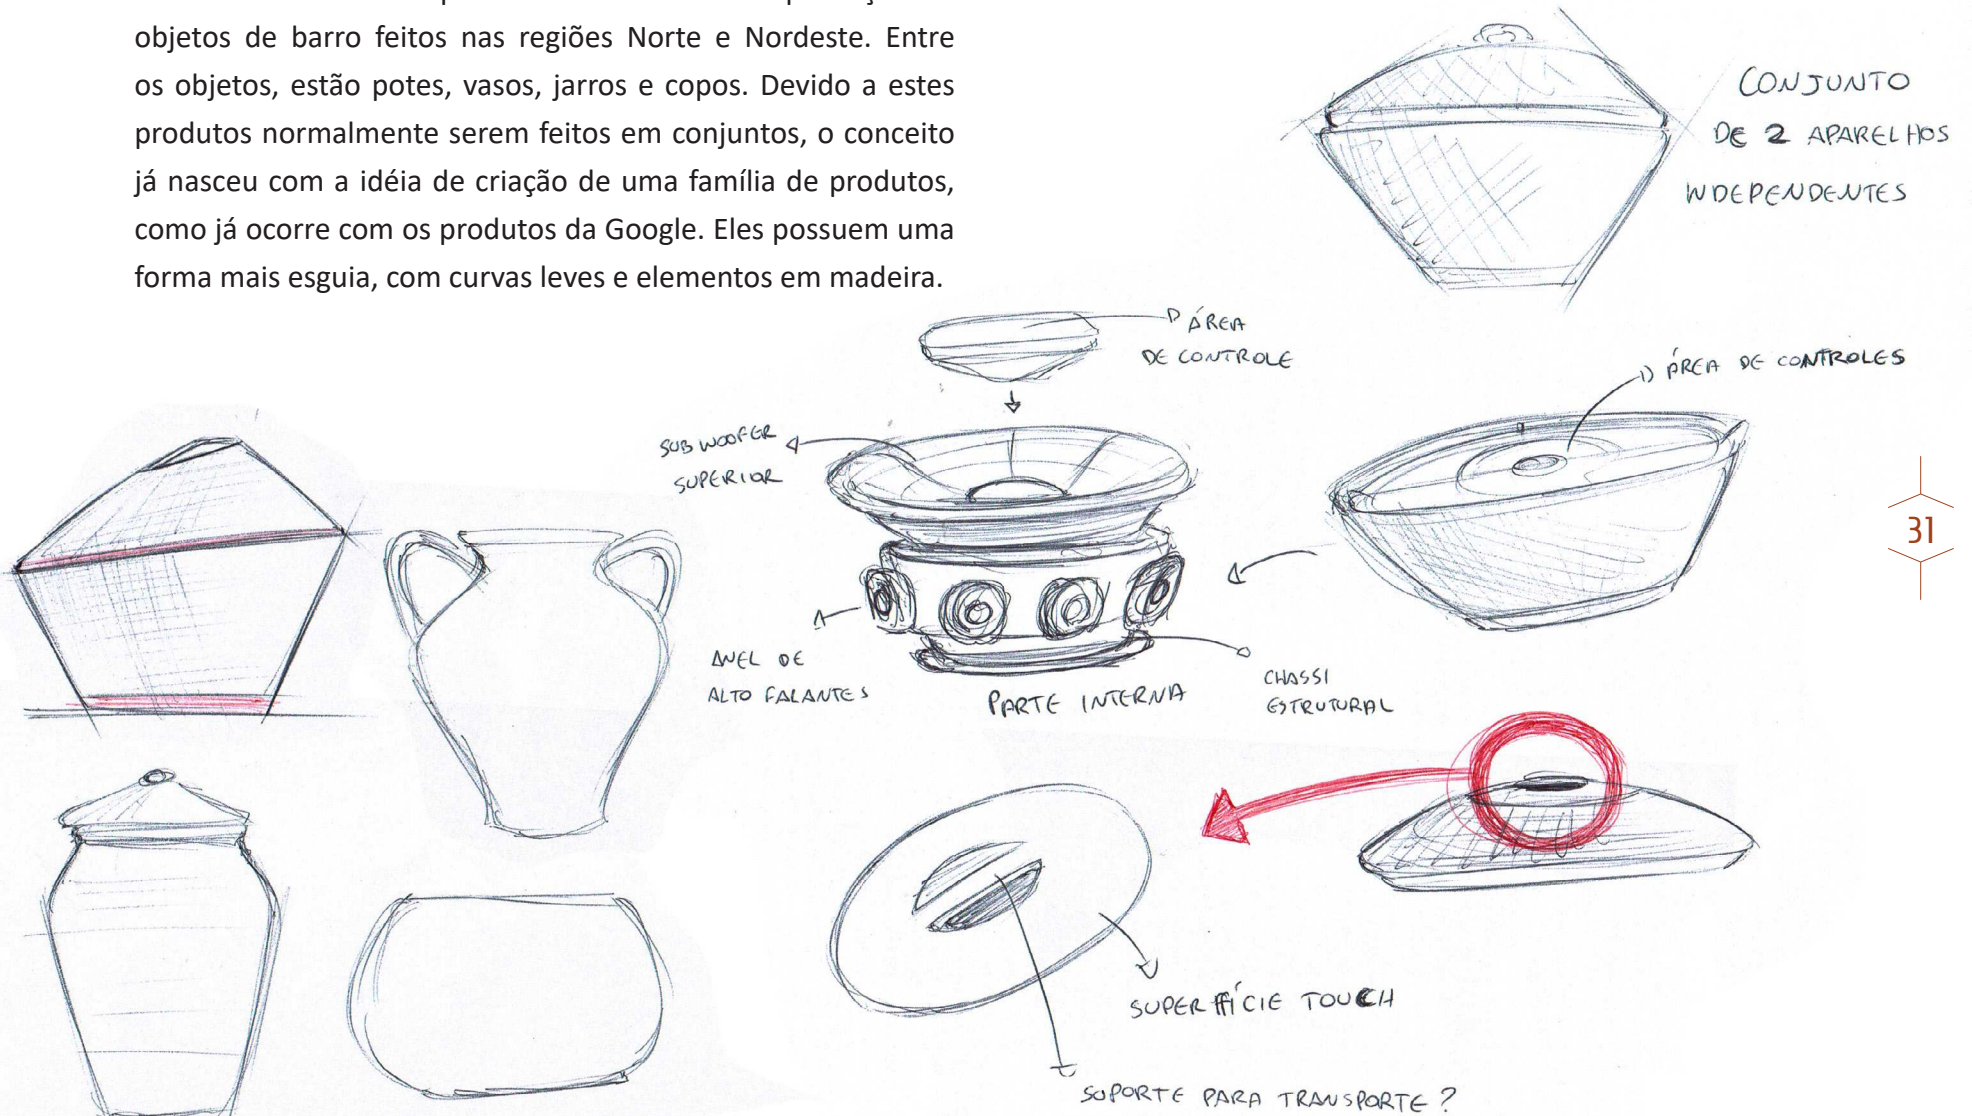 objetos de barro feitos nas regiões Norte e Nordeste. Entre
os objetos, estão potes, vasos, jarros e copos. Devido a estes
produtos normalmente serem feitos em conjuntos, o conceito
já nasceu com a idéia de criação de uma família de produtos,
como já ocorre com os produtos da Google. Eles possuem uma
forma mais esguia, com curvas leves e elementos em madeira.
CONJUNTO
DE 2 APARELHOS
INDEPENDENTES
ÁREA
DE CONTROLE
ÁREA DE CONTROLES
SUBWOOFER
SUPERIOR
31
ANEL DE
ALTO FALANTES
PARTE INTERNA
CHASSI
ESTRUTURAL
SUPERFÍCIE TOUCH
SUPORTE PARA TRANSPORTE ?